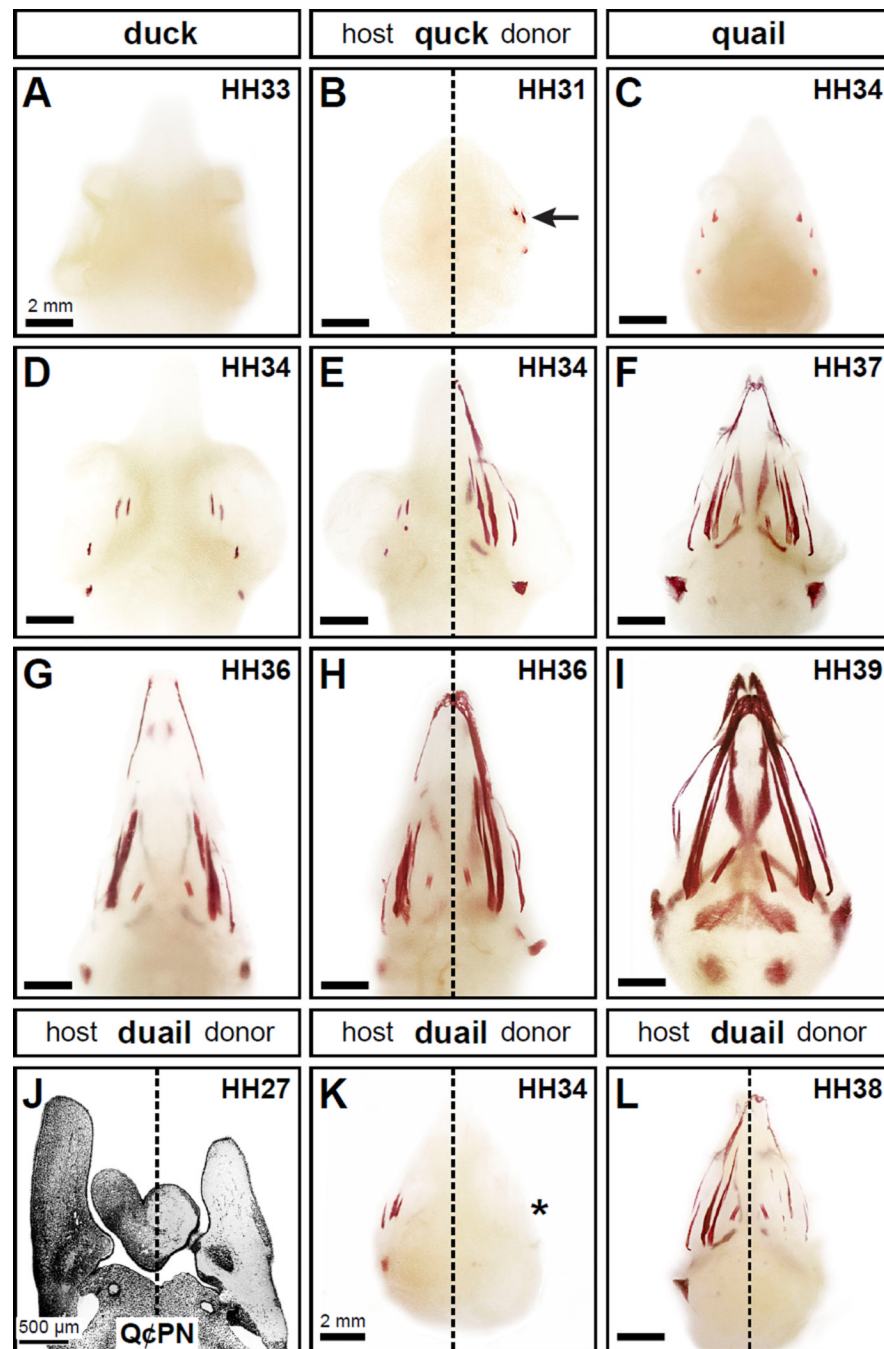 duck
host quck donor
quail
A HH33
B HH31
C HH34
2 mm
D HH34
E HH34
F HH37
G HH36
H HH36
I HH39
host duail donor
host duail donor
host duail donor
J HH27
K HH34
L HH38
*
500 μm
Q¢PN
2 mm